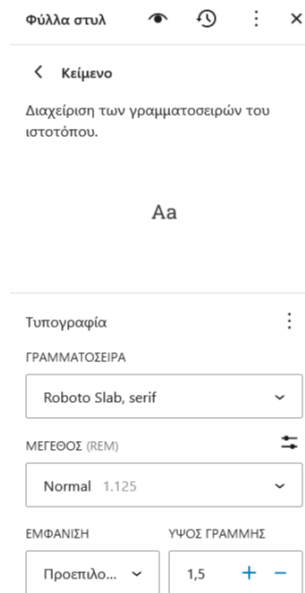 Φύλλα στυλ
Κείμενο
Διαχείριση των γραμματοσειρών του
ιστοτόπου.
Aa
Τυπογραφία
ΓΡΑΜΜΑΤΟΣΕΙΡΑ
Roboto Slab, serif
ΜΕΓΕΘΟΣ (REM)
Normal 1.125
ΕΜΦΑΝΙΣΗ ΥΨΟΣ ΓΡΑΜΜΗΣ
Προεπιλο... 1,5 + −